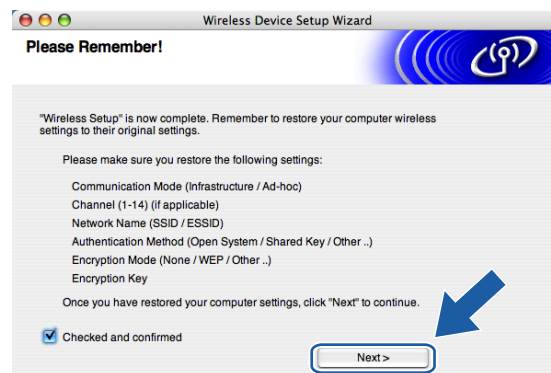 Wireless Device Setup Wizard
Please Remember!
"Wireless Setup" is now complete. Remember to restore your computer wireless
settings to their original settings.
Please make sure you restore the following settings:
Communication Mode (Infrastructure / Ad-hoc)
Channel (1-14) (if applicable)
Network Name (SSID / ESSID)
Authentication Method (Open System / Shared Key / Other ..)
Encryption Mode (None / WEP / Other ..)
Encryption Key
Once you have restored your computer settings, click "Next" to continue.
Checked and confirmed
Next >